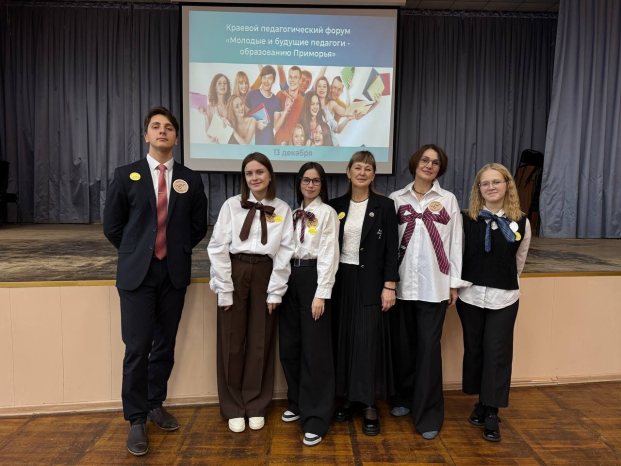 Краевой педагогический форум
«Молодые и будущие педагоги -
образованию Приморья»
13 декабря